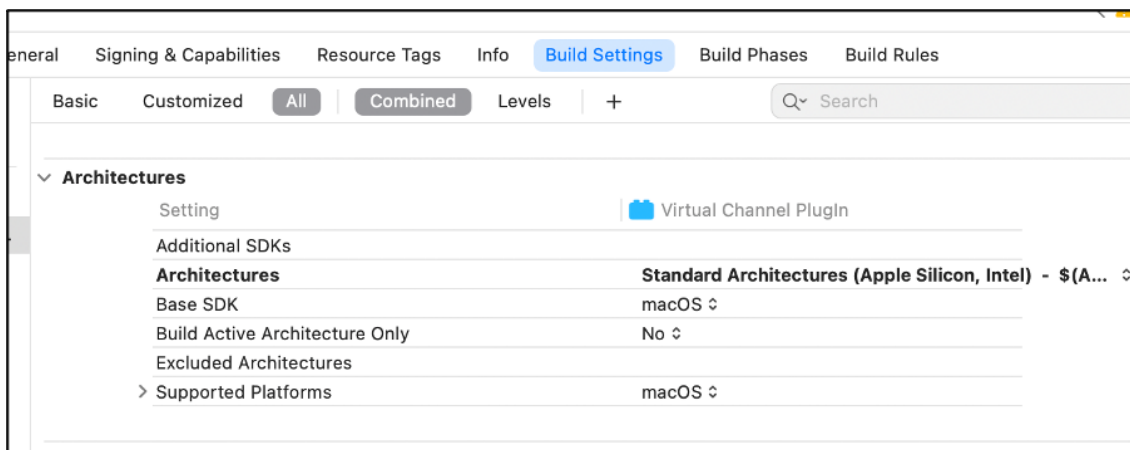 eneral Signing & Capabilities Resource Tags Info Build Settings Build Phases Build Rules
Basic Customized All Combined Levels + Search
Architectures
Setting Virtual Channel PlugIn
Additional SDKs
Architectures Standard Architectures (Apple Silicon, Intel) - $(A...
Base SDK macOS
Build Active Architecture Only No
Excluded Architectures
Supported Platforms macOS